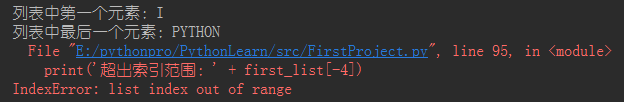 列表中第一个元素: I
列表中最后一个元素: PYTHON
File "E:/pythonpro/PythonLearn/src/FirstProject.py", line 95, in <module>
print('超出索引范围: ' + first_list[-4])
IndexError: list index out of range